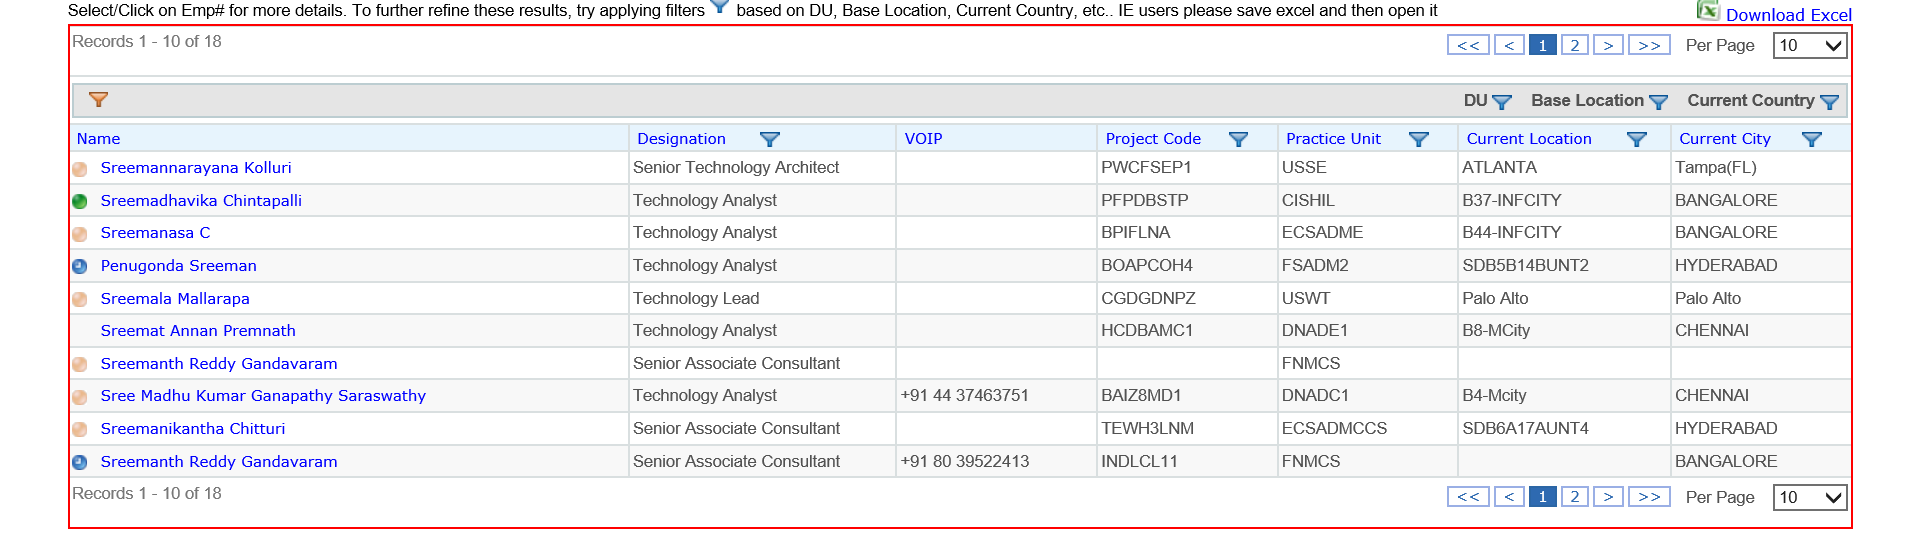 Select/Click on Emp# for more details. To further refine these results, try applying filters based on DU, Base Location, Current Country, etc.. IE users please save excel and then open it
Download Excel
Records 1 - 10 of 18 << < 1 2 > >> Per Page 10
DU Base Location Current Country
Name Designation VOIP Project Code Practice Unit Current Location Current City
Sreemannarayana Kolluri Senior Technology Architect PWCFSEP1 USSE ATLANTA Tampa(FL)
Sreemadhavika Chintapalli Technology Analyst PFPDBSTP CISHIL B37-INFCITY BANGALORE
Sreemanasa C Technology Analyst BPIFLNA ECSADME B44-INFCITY BANGALORE
Penugonda Sreeman Technology Analyst BOAPCOH4 FSADM2 SDB5B14BUNT2 HYDERABAD
Sreemala Mallarapa Technology Lead CGDGDNPZ USWT Palo Alto Palo Alto
Sreemat Annan Premnath Technology Analyst HCDBAMC1 DNADE1 B8-MCity CHENNAI
Sreemanth Reddy Gandavaram Senior Associate Consultant FNMCS
Sree Madhu Kumar Ganapathy Saraswathy Technology Analyst +91 44 37463751 BAIZ8MD1 DNADC1 B4-Mcity CHENNAI
Sreemanikantha Chitturi Senior Associate Consultant TEWH3LNM ECSADMCCS SDB6A17AUNT4 HYDERABAD
Sreemanth Reddy Gandavaram Senior Associate Consultant +91 80 39522413 INDLCL11 FNMCS BANGALORE
Records 1 - 10 of 18 << < 1 2 > >> Per Page 10